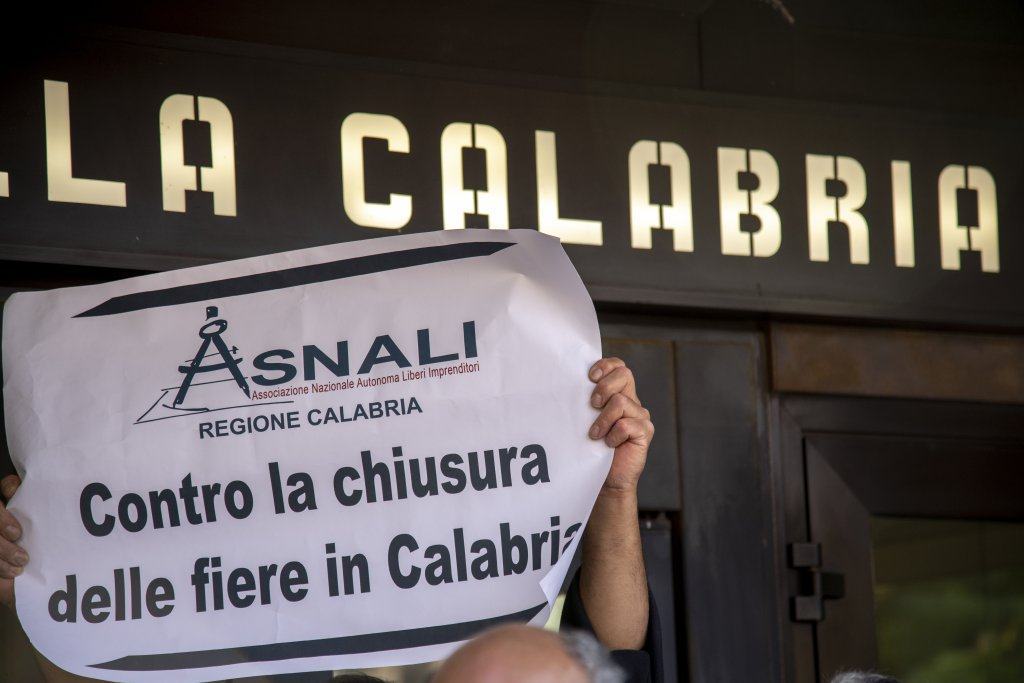 LLA CALABRIA
ASNALI
Associazione Nazionale Autonoma Liberi Imprenditori
REGIONE CALABRIA
Contro la chiusura
delle fiere in Calabria